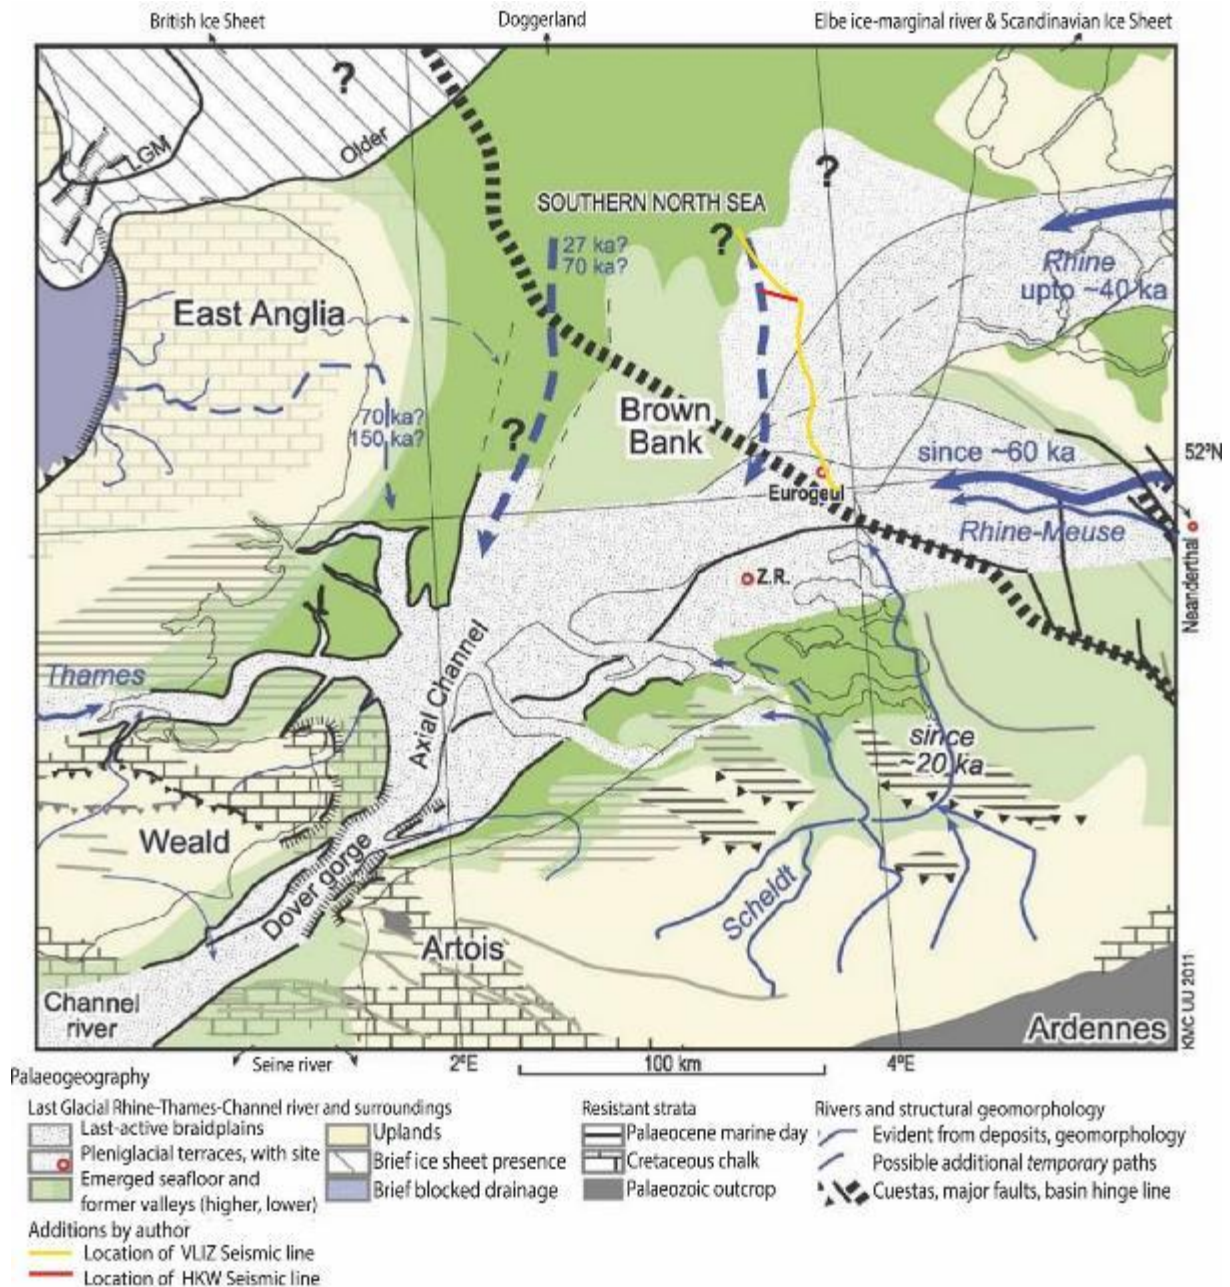 British Ice Sheet
Doggerland
Elbe ice-marginal river & Scandinavian Ice Sheet
?
LGM
Older
?
SOUTHERN NORTH SEA
?
27 ka?
70 ka?
Rhine
upto ~40 ka
East Anglia
Brown
Bank
70 ka?
150 ka?
?
since ~60 ka
52ºN
Eurogeul
Rhine-Meuse
Z.R.
Neanderthal
Thames
Axial Channel
since
~20 ka
Weald
Dover gorge
Scheldt
Artois
Channel
river
Ardennes
KMC UU 2011
Seine river
2ºE
100 km
4ºE
Palaeogeography
Last Glacial Rhine-Thames-Channel river and surroundings
Last-active braidplains
Pleniglacial terraces, with site
Emerged seafloor and
former valleys (higher, lower)
Uplands
Brief ice sheet presence
Brief blocked drainage
Resistant strata
Palaeocene marine day
Cretaceous chalk
Palaeozoic outcrop
Rivers and structural geomorphology
Evident from deposits, geomorphology
Possible additional temporary paths
Cuestas, major faults, basin hinge line
Additions by author
Location of VLIZ Seismic line
Location of HKW Seismic line